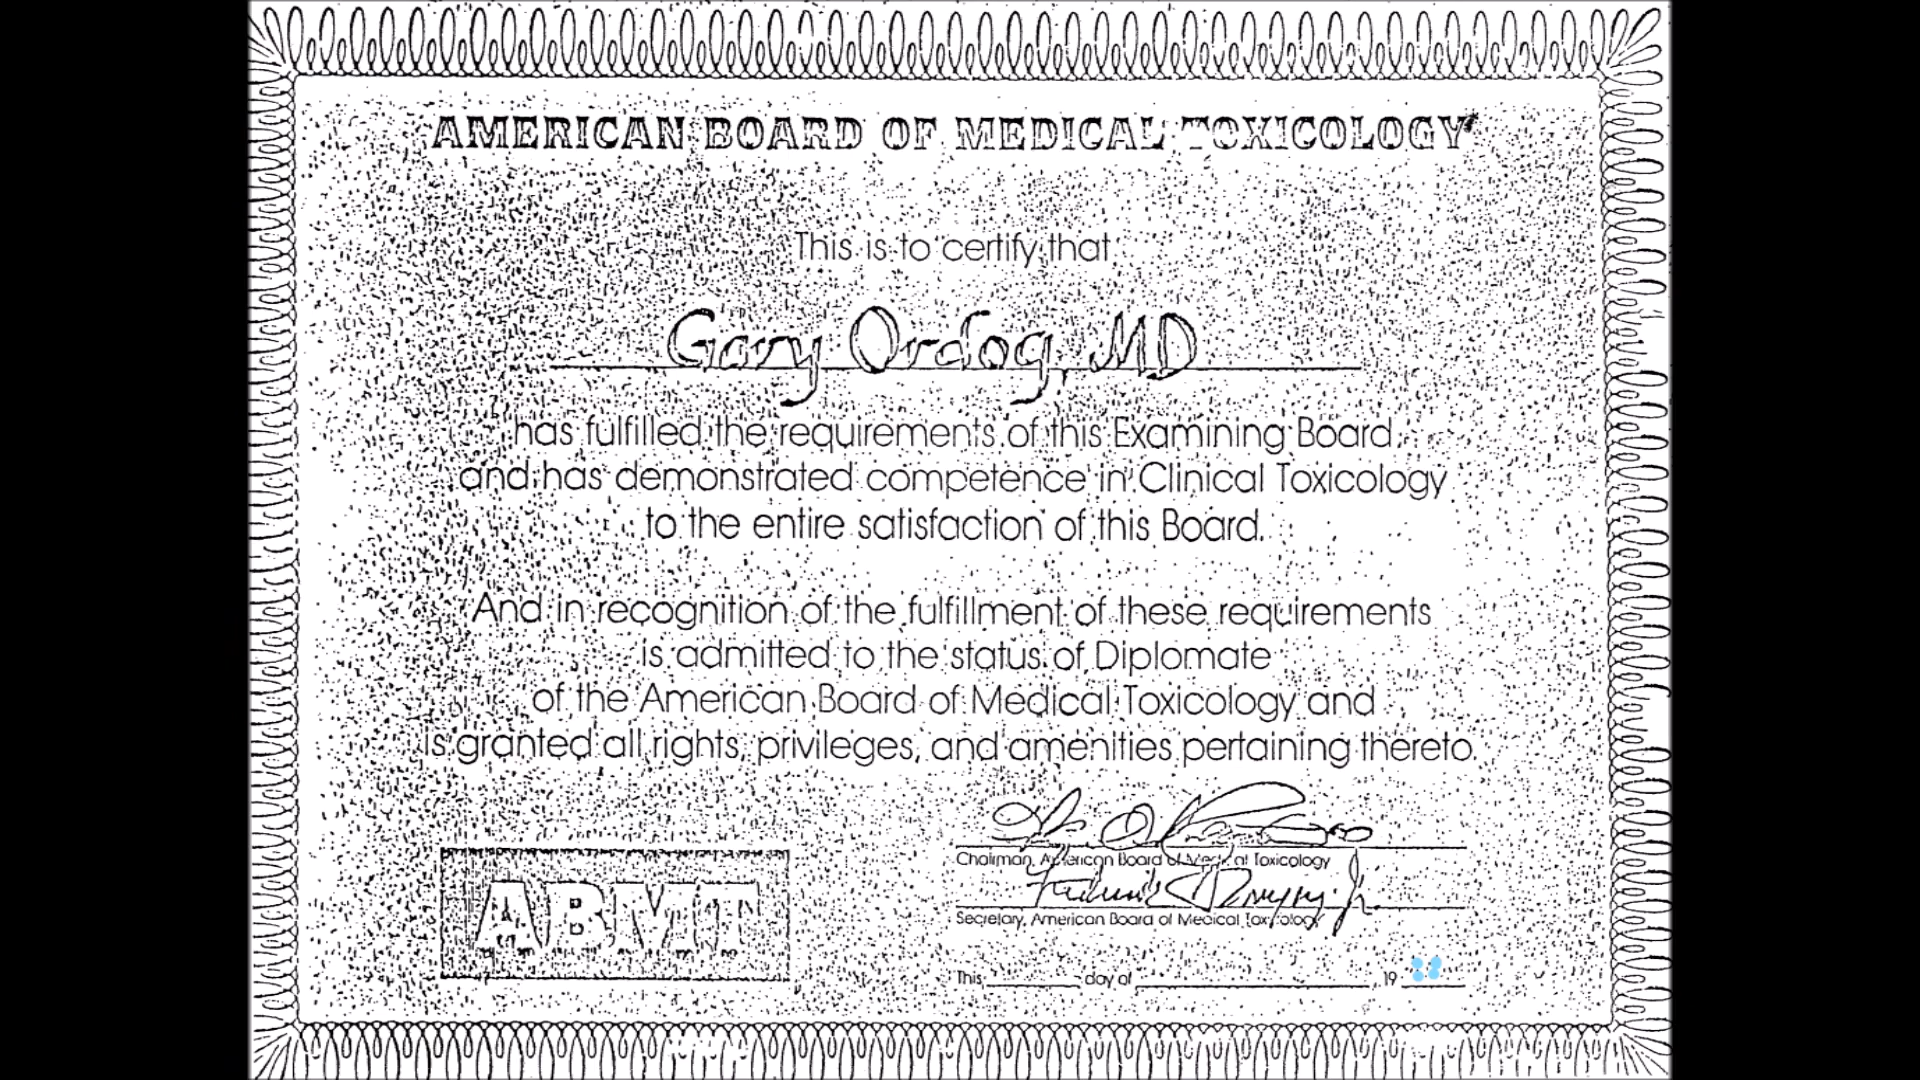 AMERICAN BOARD OF MEDICAL TOXICOLOGY
This is to certify that
Gary Ordog, MD
has fulfilled the requirements of this Examining Board
and has demonstrated competence in Clinical Toxicology
to the entire satisfaction of this Board.
And in recognition of the fulfillment of these requirements
is admitted to the status of Diplomate
of the American Board of Medical Toxicology and
is granted all rights, privileges, and amenities pertaining thereto.
Chairman, American Board of Medical Toxicology
Secretary, American Board of Medical Toxicology
ABMT
This day of 19